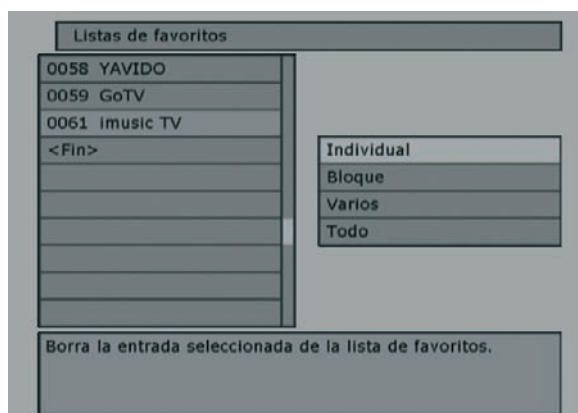 Listas de favoritos
0058 YAVIDO
0059 GoTV
0061 imusic TV
<Fin>
Individual
Bloque
Varios
Todo
Borra la entrada seleccionada de la lista de favoritos.